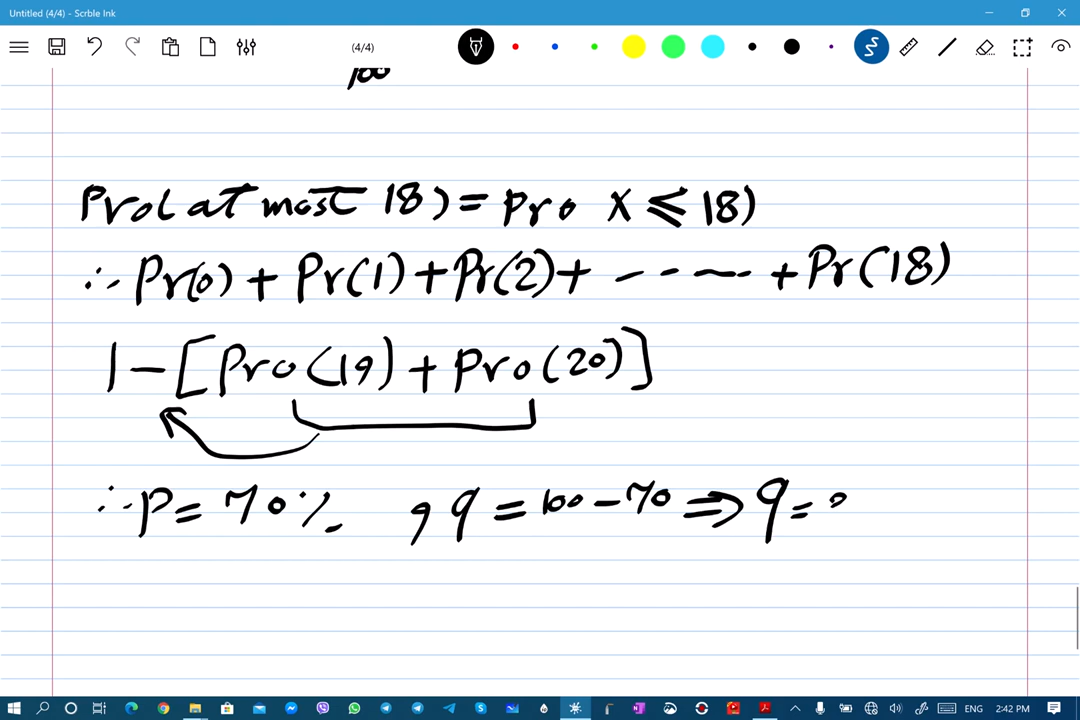 Untitled (4/4) - Scrble Ink
(4/4)
100
Pro( at most 18) = pro X ⩽ 18)
∴ Pr(0) + Pr(1) + Pr(2) + ------ + Pr(18)
1 - [Pro(19) + Pro(20)]
∴ P = 70%, q = 100 - 70 ⇒ q = 
ENG 2:42 PM